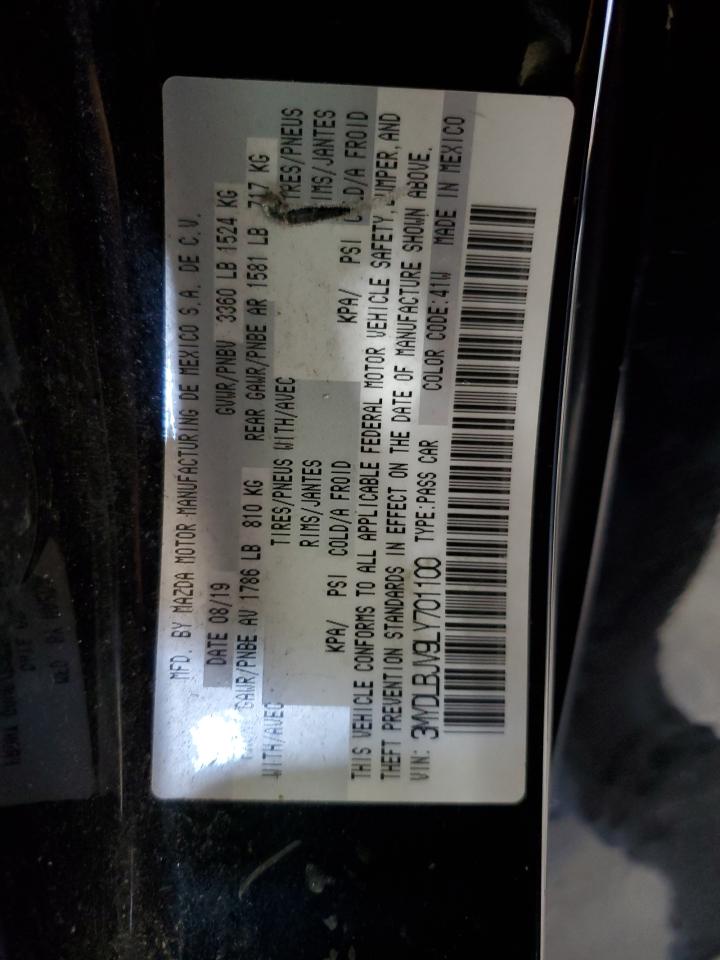 MFD. BY MAZDA MOTOR MANUFACTURING DE MEXICO S.A. DE C.V.
DATE 08/19 GVWR/PNBV 3360 LB 1524 KG
GAWR/PNBE AV 1786 LB 810 KG REAR GAWR/PNBE AR 1581 LB 717 KG
WITH/AVEC TIRES/PNEUS WITH/AVEC TIRES/PNEUS
RIMS/JANTES RIMS/JANTES
KPA/ PSI COLD/A FROID KPA/ PSI COLD/A FROID
THIS VEHICLE CONFORMS TO ALL APPLICABLE FEDERAL MOTOR VEHICLE SAFETY, BUMPER, AND
THEFT PREVENTION STANDARDS IN EFFECT ON THE DATE OF MANUFACTURE SHOWN ABOVE.
VIN: 3MYDLBJV9LY701100 TYPE:PASS CAR COLOR CODE:41W MADE IN MEXICO